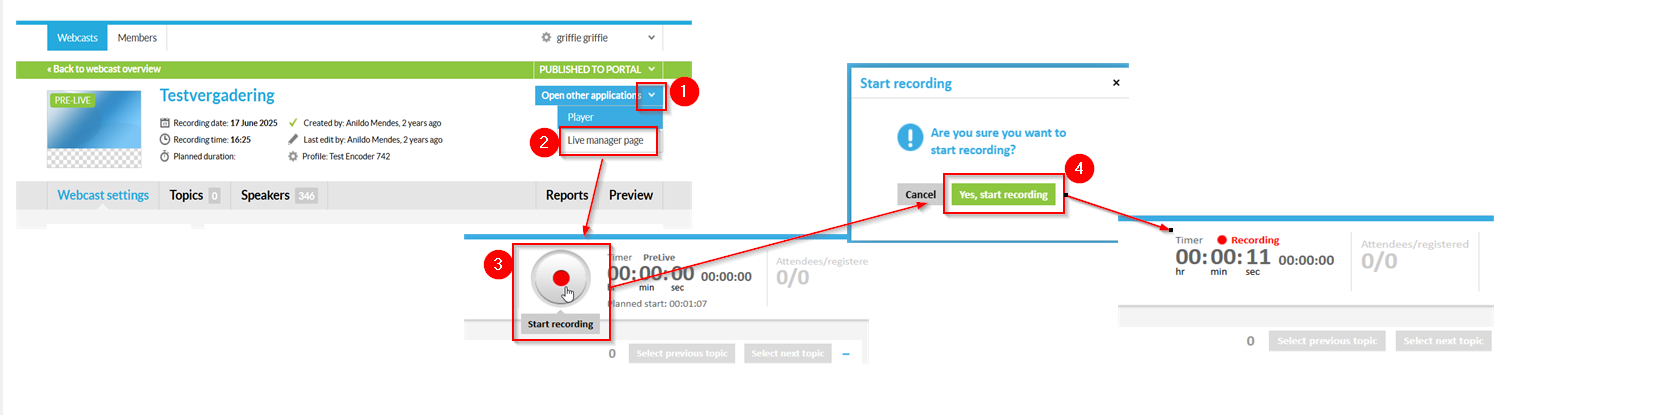 Webcasts
Members
griffie griffie
« Back to webcast overview
PUBLISHED TO PORTAL
PRE-LIVE
Testvergadering
Open other applications
1
Player
2
Live manager page
Recording date: 17 June 2025
Created by: Anildo Mendes, 2 years ago
Recording time: 16:25
Last edit by: Anildo Mendes, 2 years ago
Planned duration:
Profile: Test Encoder 742
Webcast settings
Topics 0
Speakers 346
Reports
Preview
3
Start recording
Timer PreLive
00:00:00 00:00:00
hr min sec
Planned start: 00:01:07
Attendees/registere
0/0
0 Select previous topic Select next topic –
Start recording
×
Are you sure you want to
start recording?
4
Cancel
Yes, start recording
Timer Recording
00:00:11 00:00:00
hr min sec
Attendees/registered
0/0
0 Select previous topic Select next topic